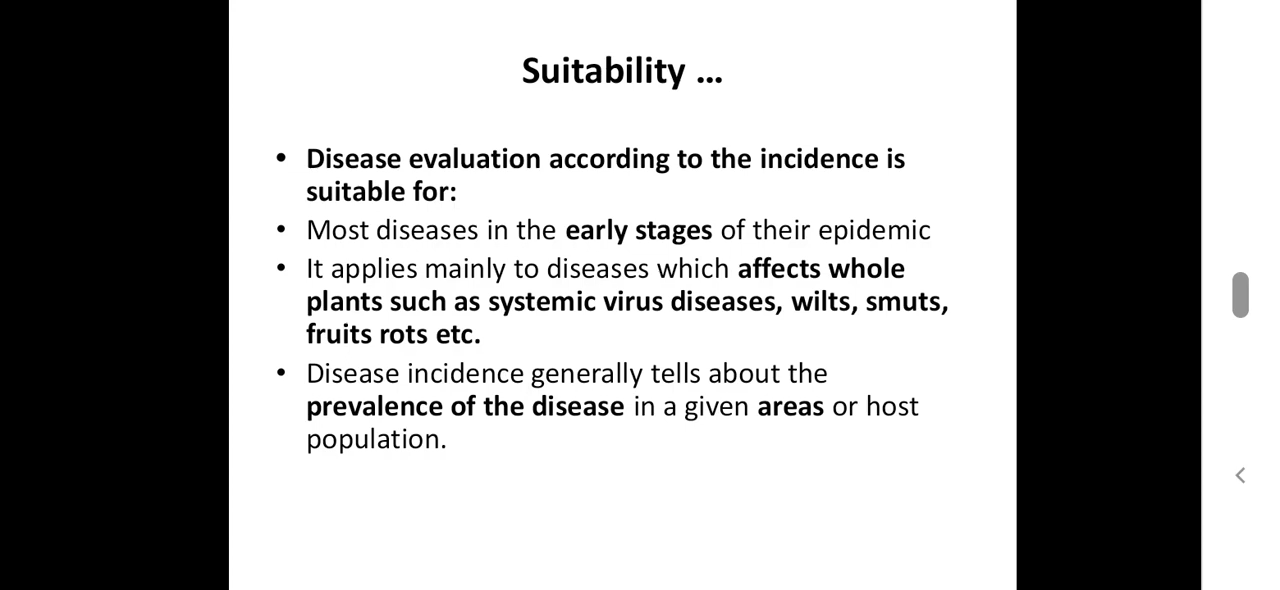 Suitability ...
• Disease evaluation according to the incidence is
suitable for:
• Most diseases in the early stages of their epidemic
• It applies mainly to diseases which affects whole
plants such as systemic virus diseases, wilts, smuts,
fruits rots etc.
• Disease incidence generally tells about the
prevalence of the disease in a given areas or host
population.